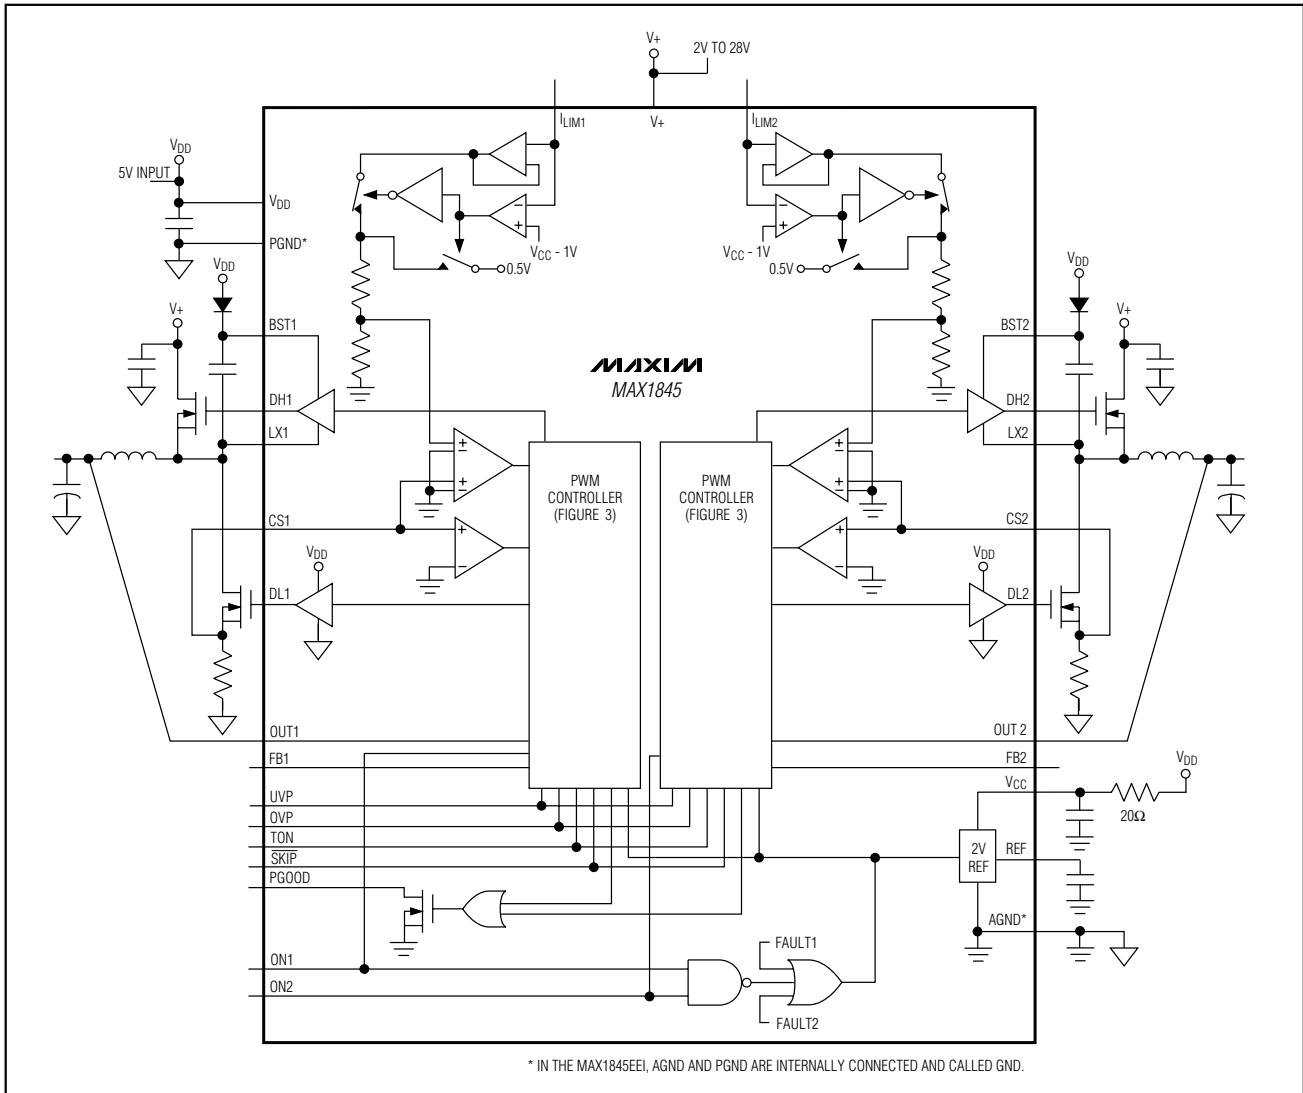 V+
2V TO 28V
ILIM1
V+
ILIM2
VDD
5V INPUT
VDD
PGND*
VCC - 1V
0.5V
VCC - 1V
0.5V
VDD
V+
BST1
DH1
LX1
VDD
V+
BST2
DH2
LX2
MAXIM
MAX1845
PWM
CONTROLLER
(FIGURE 3)
PWM
CONTROLLER
(FIGURE 3)
+
−
+
−
+
−
+
−
+
−
+
−
+
−
+
−
CS1
CS2
VDD
DL1
VDD
DL2
OUT1
FB1
OUT 2
FB2
VCC
VDD
20Ω
UVP
OVP
TON
SKIP
PGOOD
2V
REF
REF
AGND*
ON1
ON2
FAULT1
FAULT2
* IN THE MAX1845EEI, AGND AND PGND ARE INTERNALLY CONNECTED AND CALLED GND.